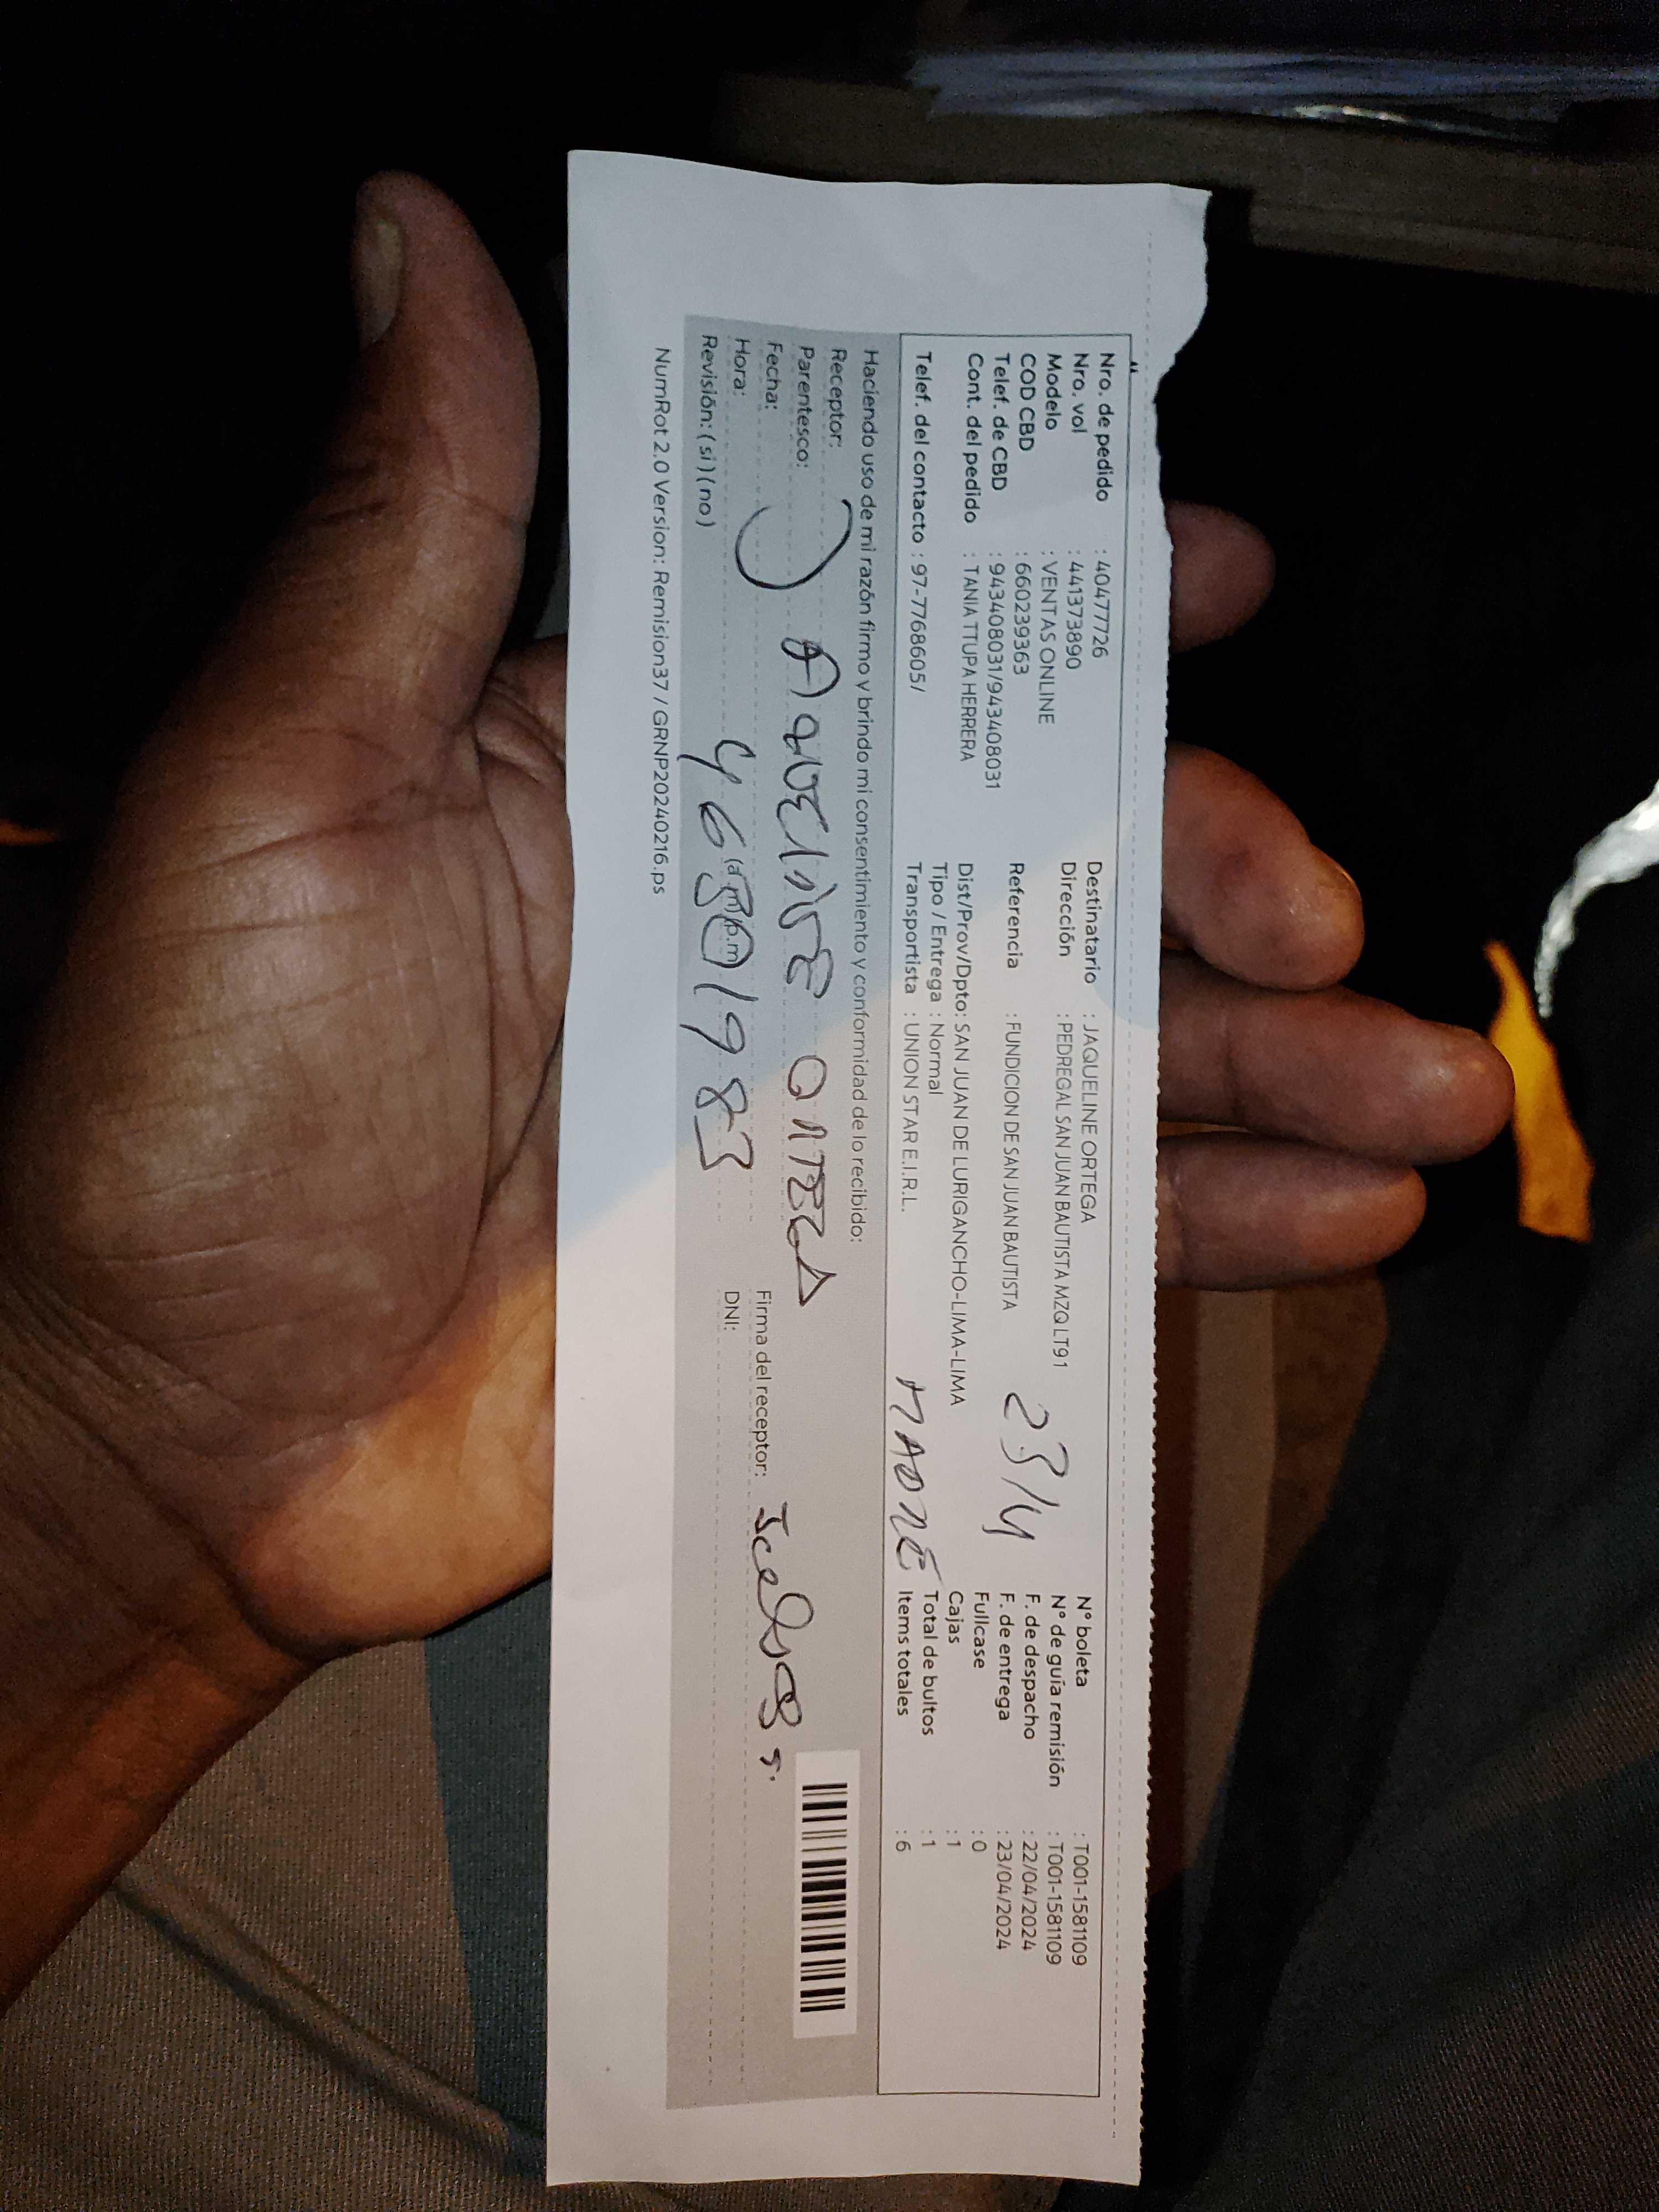 Nro. de pedido : 40477726
Nro. vol : 441373890
Modelo : VENTAS ONLINE
COD CBD : 660239363
Telef. de CBD : 943408031/943408031
Cont. del pedido : TANIA TTUPA HERRERA
Telef. del contacto : 97-7768605/
Destinatario : JAQUELINE ORTEGA
Dirección : PEDREGAL SAN JUAN BAUTISTA MZQ LT91
Referencia : FUNDICION DE SAN JUAN BAUTISTA
Dist/Prov/Dpto: SAN JUAN DE LURIGANCHO-LIMA-LIMA
Tipo / Entrega : Normal
Transportista : UNION STAR E.I.R.L.
23/4
MADRE
N° boleta : T001-1581109
N° de guía remisión : T001-1581109
F. de despacho : 22/04/2024
F. de entrega : 23/04/2024
Fullcase : 0
Cajas : 1
Total de bultos : 1
Items totales : 6
Haciendo uso de mi razón firmo y brindo mi consentimiento y conformidad de lo recibido:
Receptor:
Parentesco:
Fecha:
Hora: (a.m) (p.m)
Revisión: (si) (no)
Firma del receptor:
DNI:
NumRot 2.0 Version: Remision37 / GRNP20240216.ps